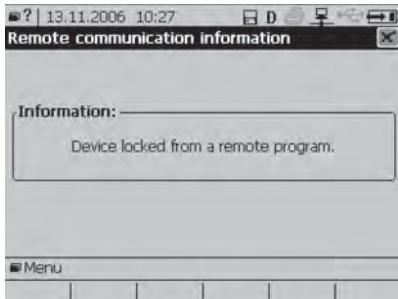 ? 13.11.2006 10:27 D
Remote communication information
Information:
Device locked from a remote program.
Menu